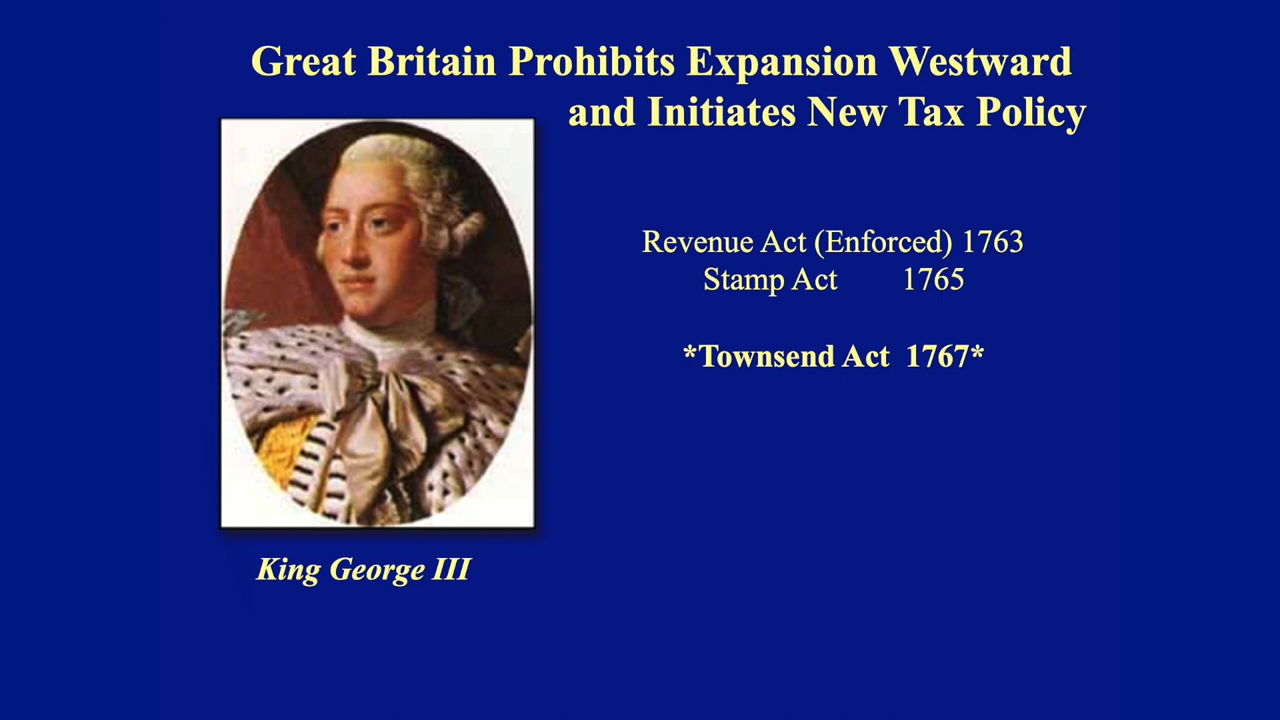 Great Britain Prohibits Expansion Westward
and Initiates New Tax Policy
Revenue Act (Enforced) 1763
Stamp Act 1765
*Townsend Act 1767*
King George III